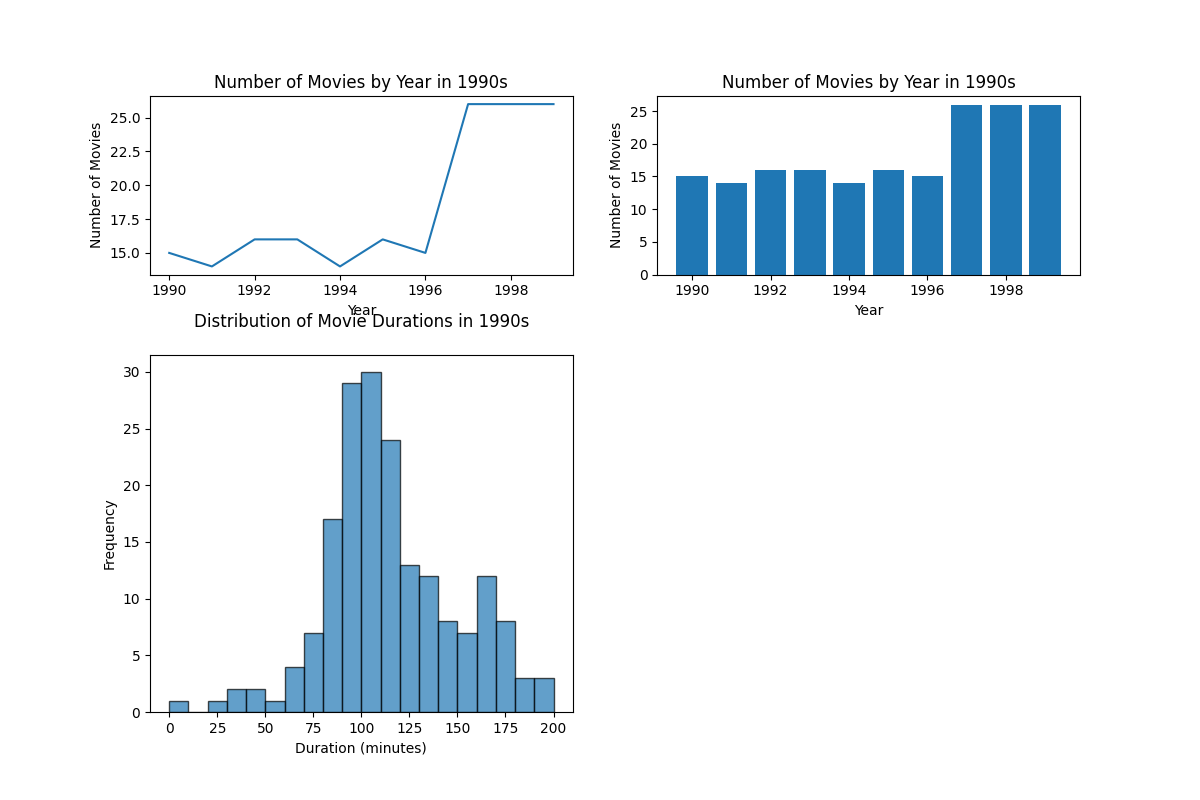 Number of Movies by Year in 1990s
Number of Movies
25.0
22.5
20.0
17.5
15.0
1990 1992 1994 1996 1998
Year
Number of Movies by Year in 1990s
Number of Movies
25
20
15
10
5
0
1990 1992 1994 1996 1998
Year
Distribution of Movie Durations in 1990s
Frequency
30
25
20
15
10
5
0
0 25 50 75 100 125 150 175 200
Duration (minutes)